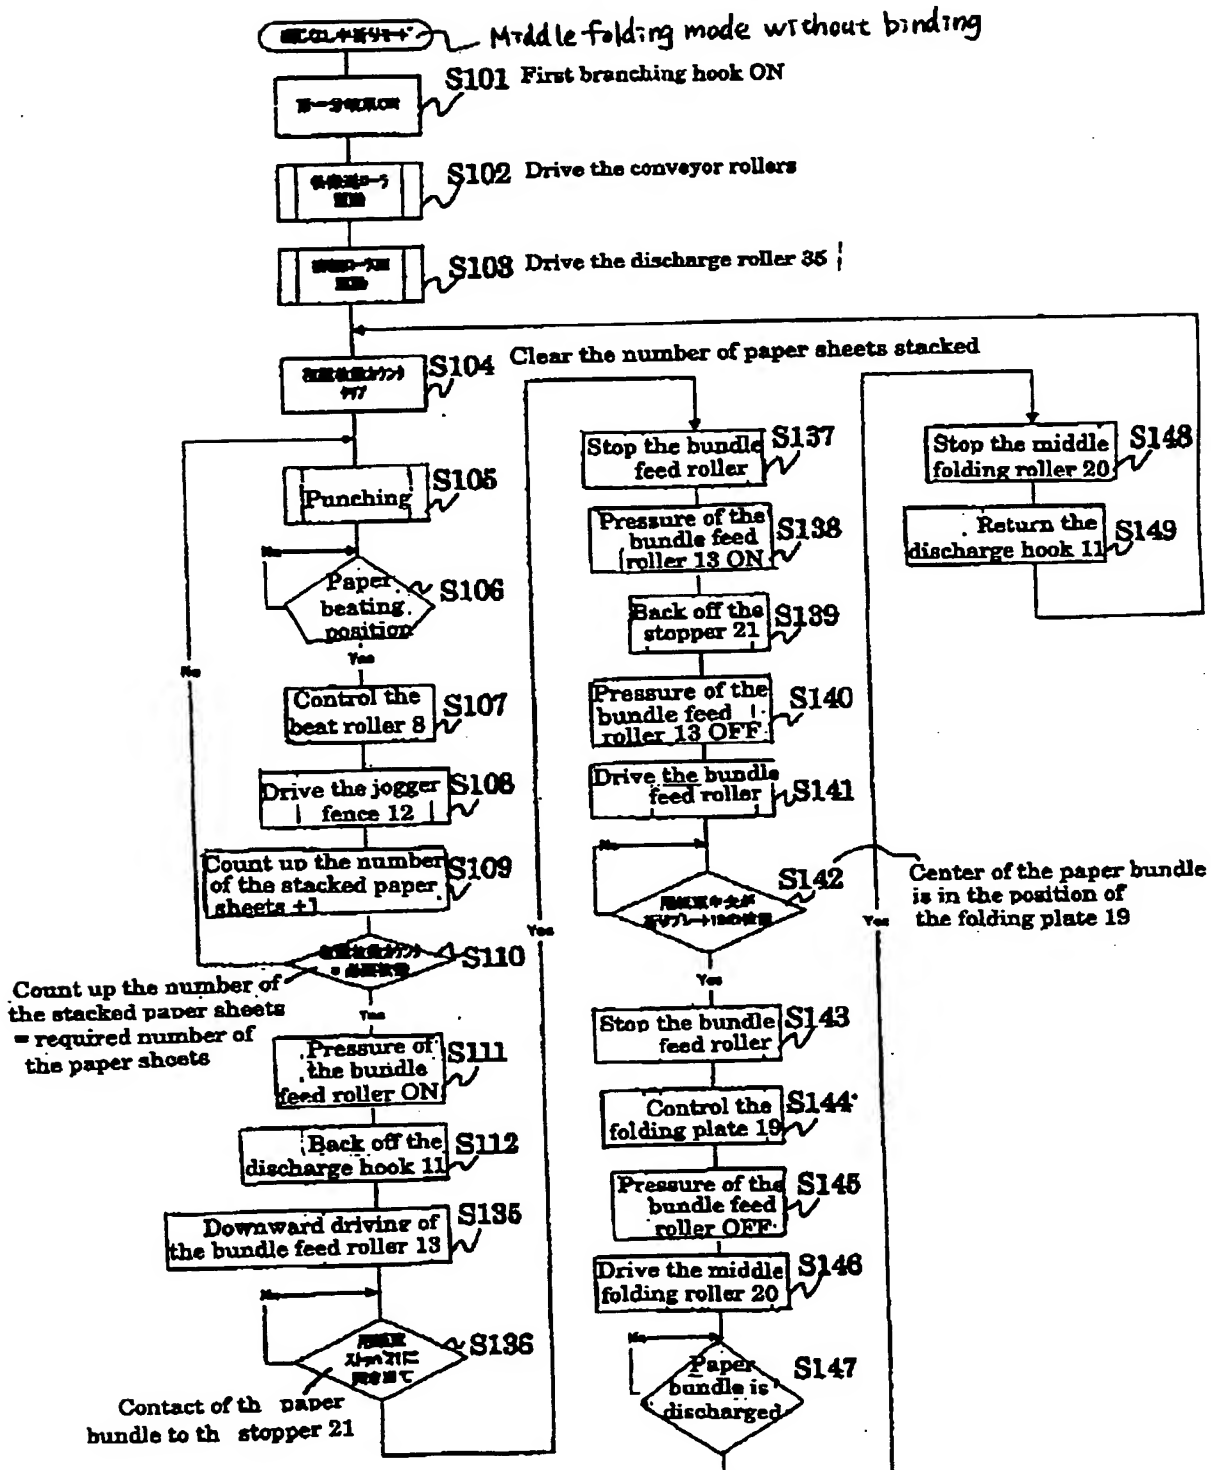 Middle folding mode without binding
S101 First branching hook ON
S102 Drive the conveyor rollers
S103 Drive the discharge roller 35
S104 Clear the number of paper sheets stacked
Punching
S105
No
Paper
beating
position
S106
Yes
No
Control the
beat roller 8
S107
Drive the jogger
fence 12
S108
Count up the number
of the stacked paper
sheets +1
S109
S110
Count up the number of
the stacked paper sheets
= required number of
the paper sheets
Yes
Pressure of
the bundle
feed roller ON
S111
Back off the
discharge hook 11
S112
Downward driving of
the bundle feed roller 13
S135
No
S136
Contact of th paper
bundle to th stopper 21
Yes
Stop the bundle
feed roller
S137
Pressure of the
bundle feed
roller 13 ON
S138
Back off the
stopper 21
S139
Pressure of the
bundle feed
roller 13 OFF
S140
Drive the bundle
feed roller
S141
No
S142
Center of the paper bundle
is in the position of
the folding plate 19
Yes
Stop the bundle
feed roller
S143
Control the
folding plate 19
S144
Pressure of the
bundle feed
roller OFF
S145
Drive the middle
folding roller 20
S146
No
Paper
bundle is
discharged
S147
Yes
Stop the middle
folding roller 20
S148
Return the
discharge hook 11
S149